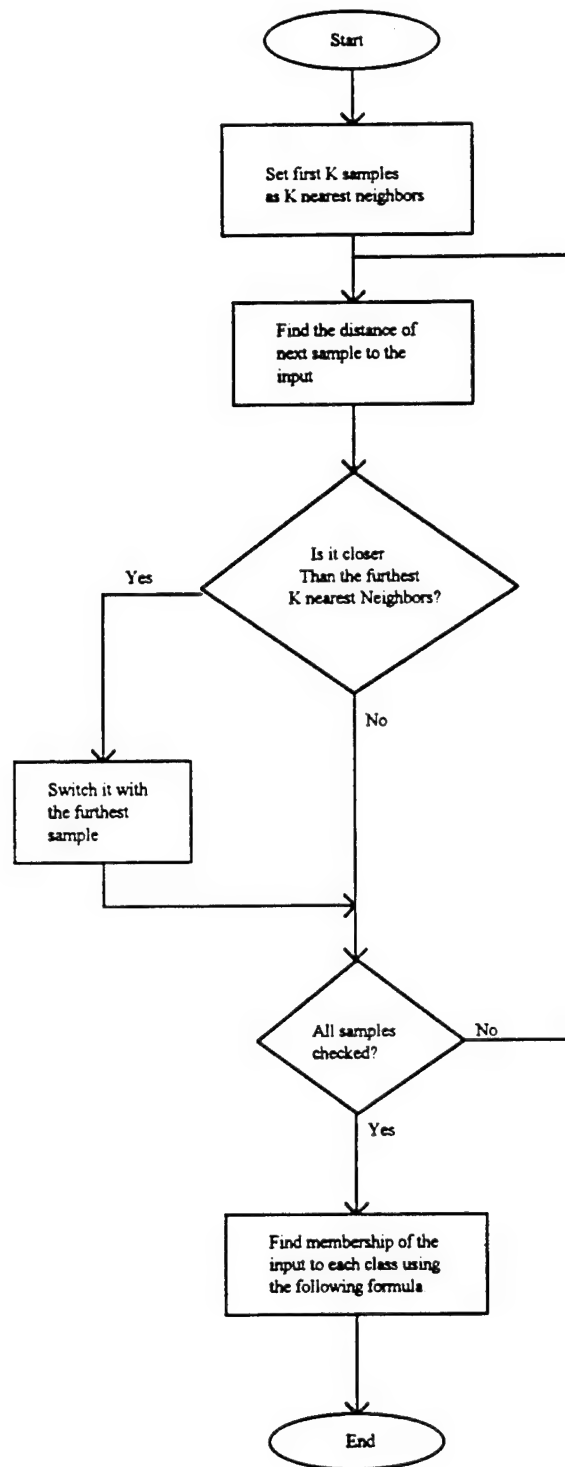 Start
Set first K samples
as K nearest neighbors
Find the distance of
next sample to the
input
Is it closer
Than the furthest
K nearest Neighbors?
Yes
No
Switch it with
the furthest
sample
All samples
checked?
No
Yes
Find membership of the
input to each class using
the following formula
End